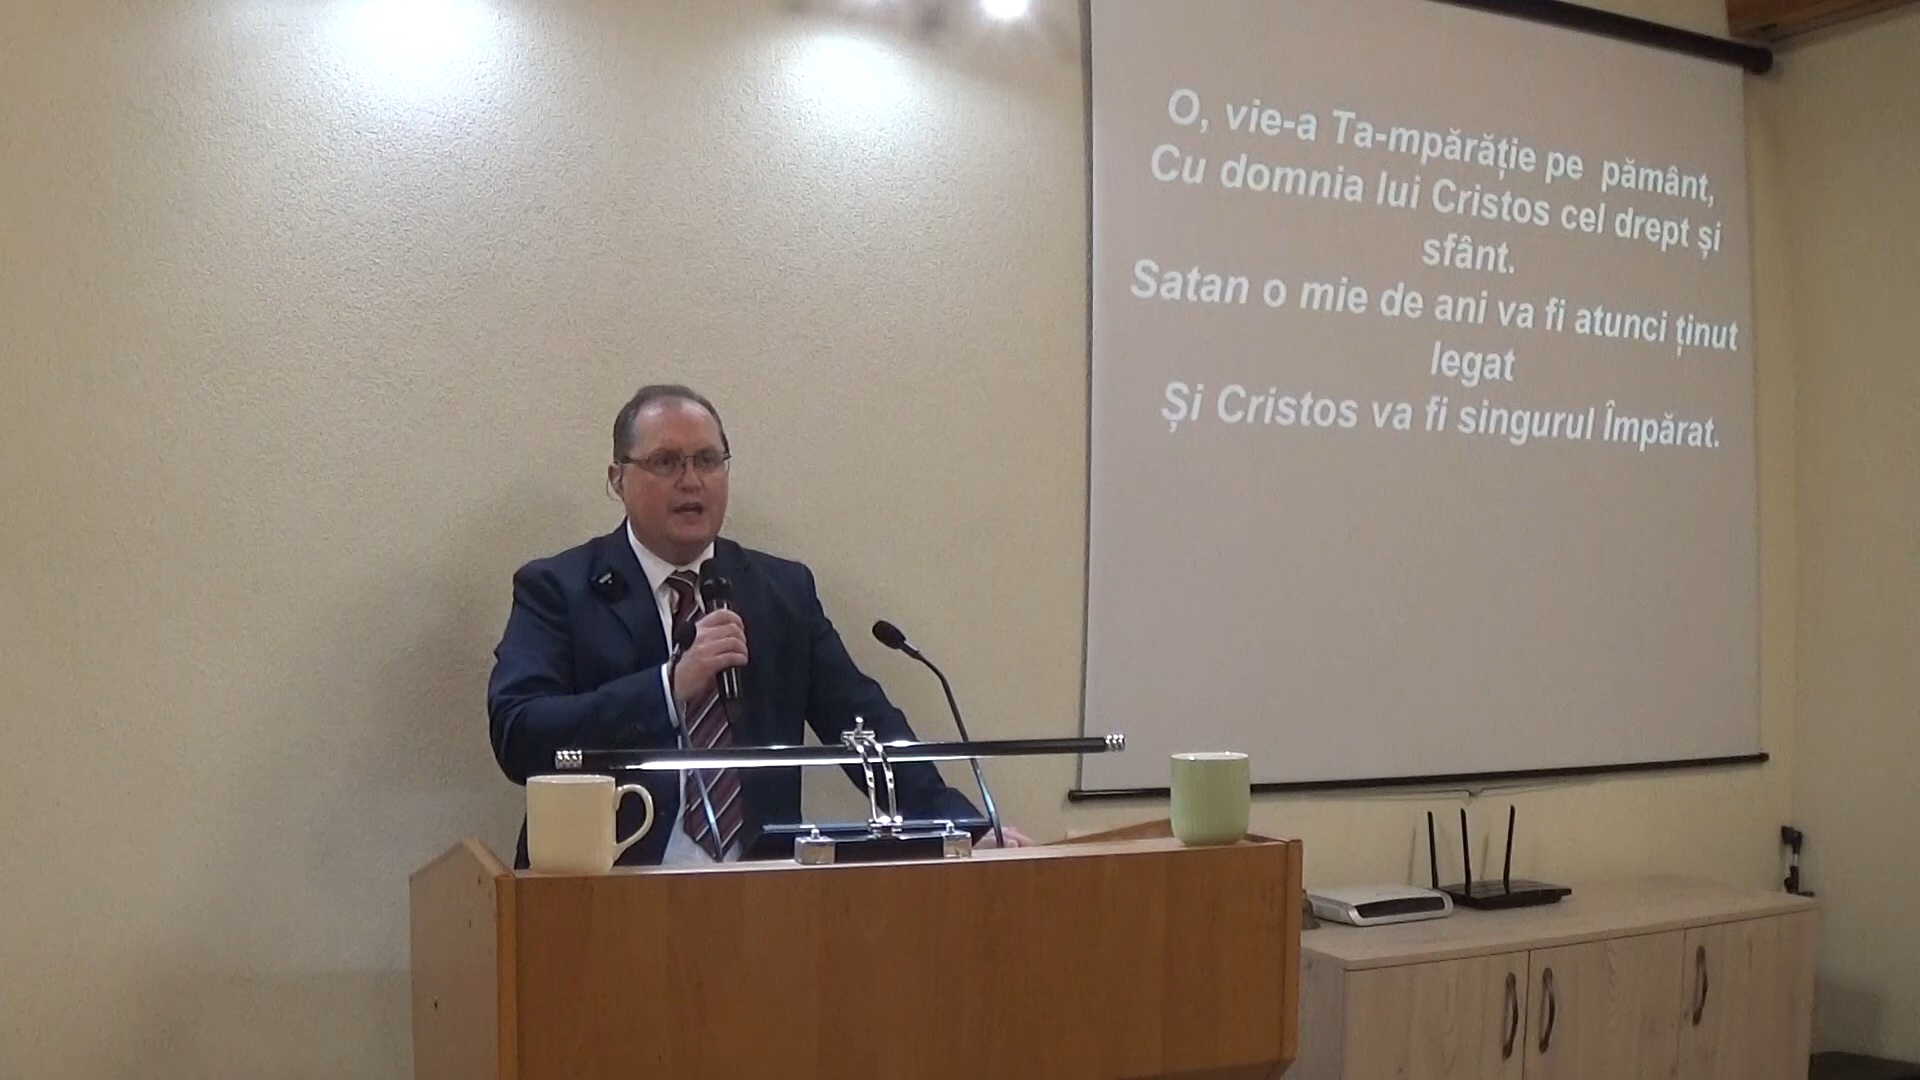 O, vie-a Ta-mpărăție pe pământ,
Cu domnia lui Cristos cel drept și
sfânt.
Satan o mie de ani va fi atunci ținut
legat
Și Cristos va fi singurul Împărat.